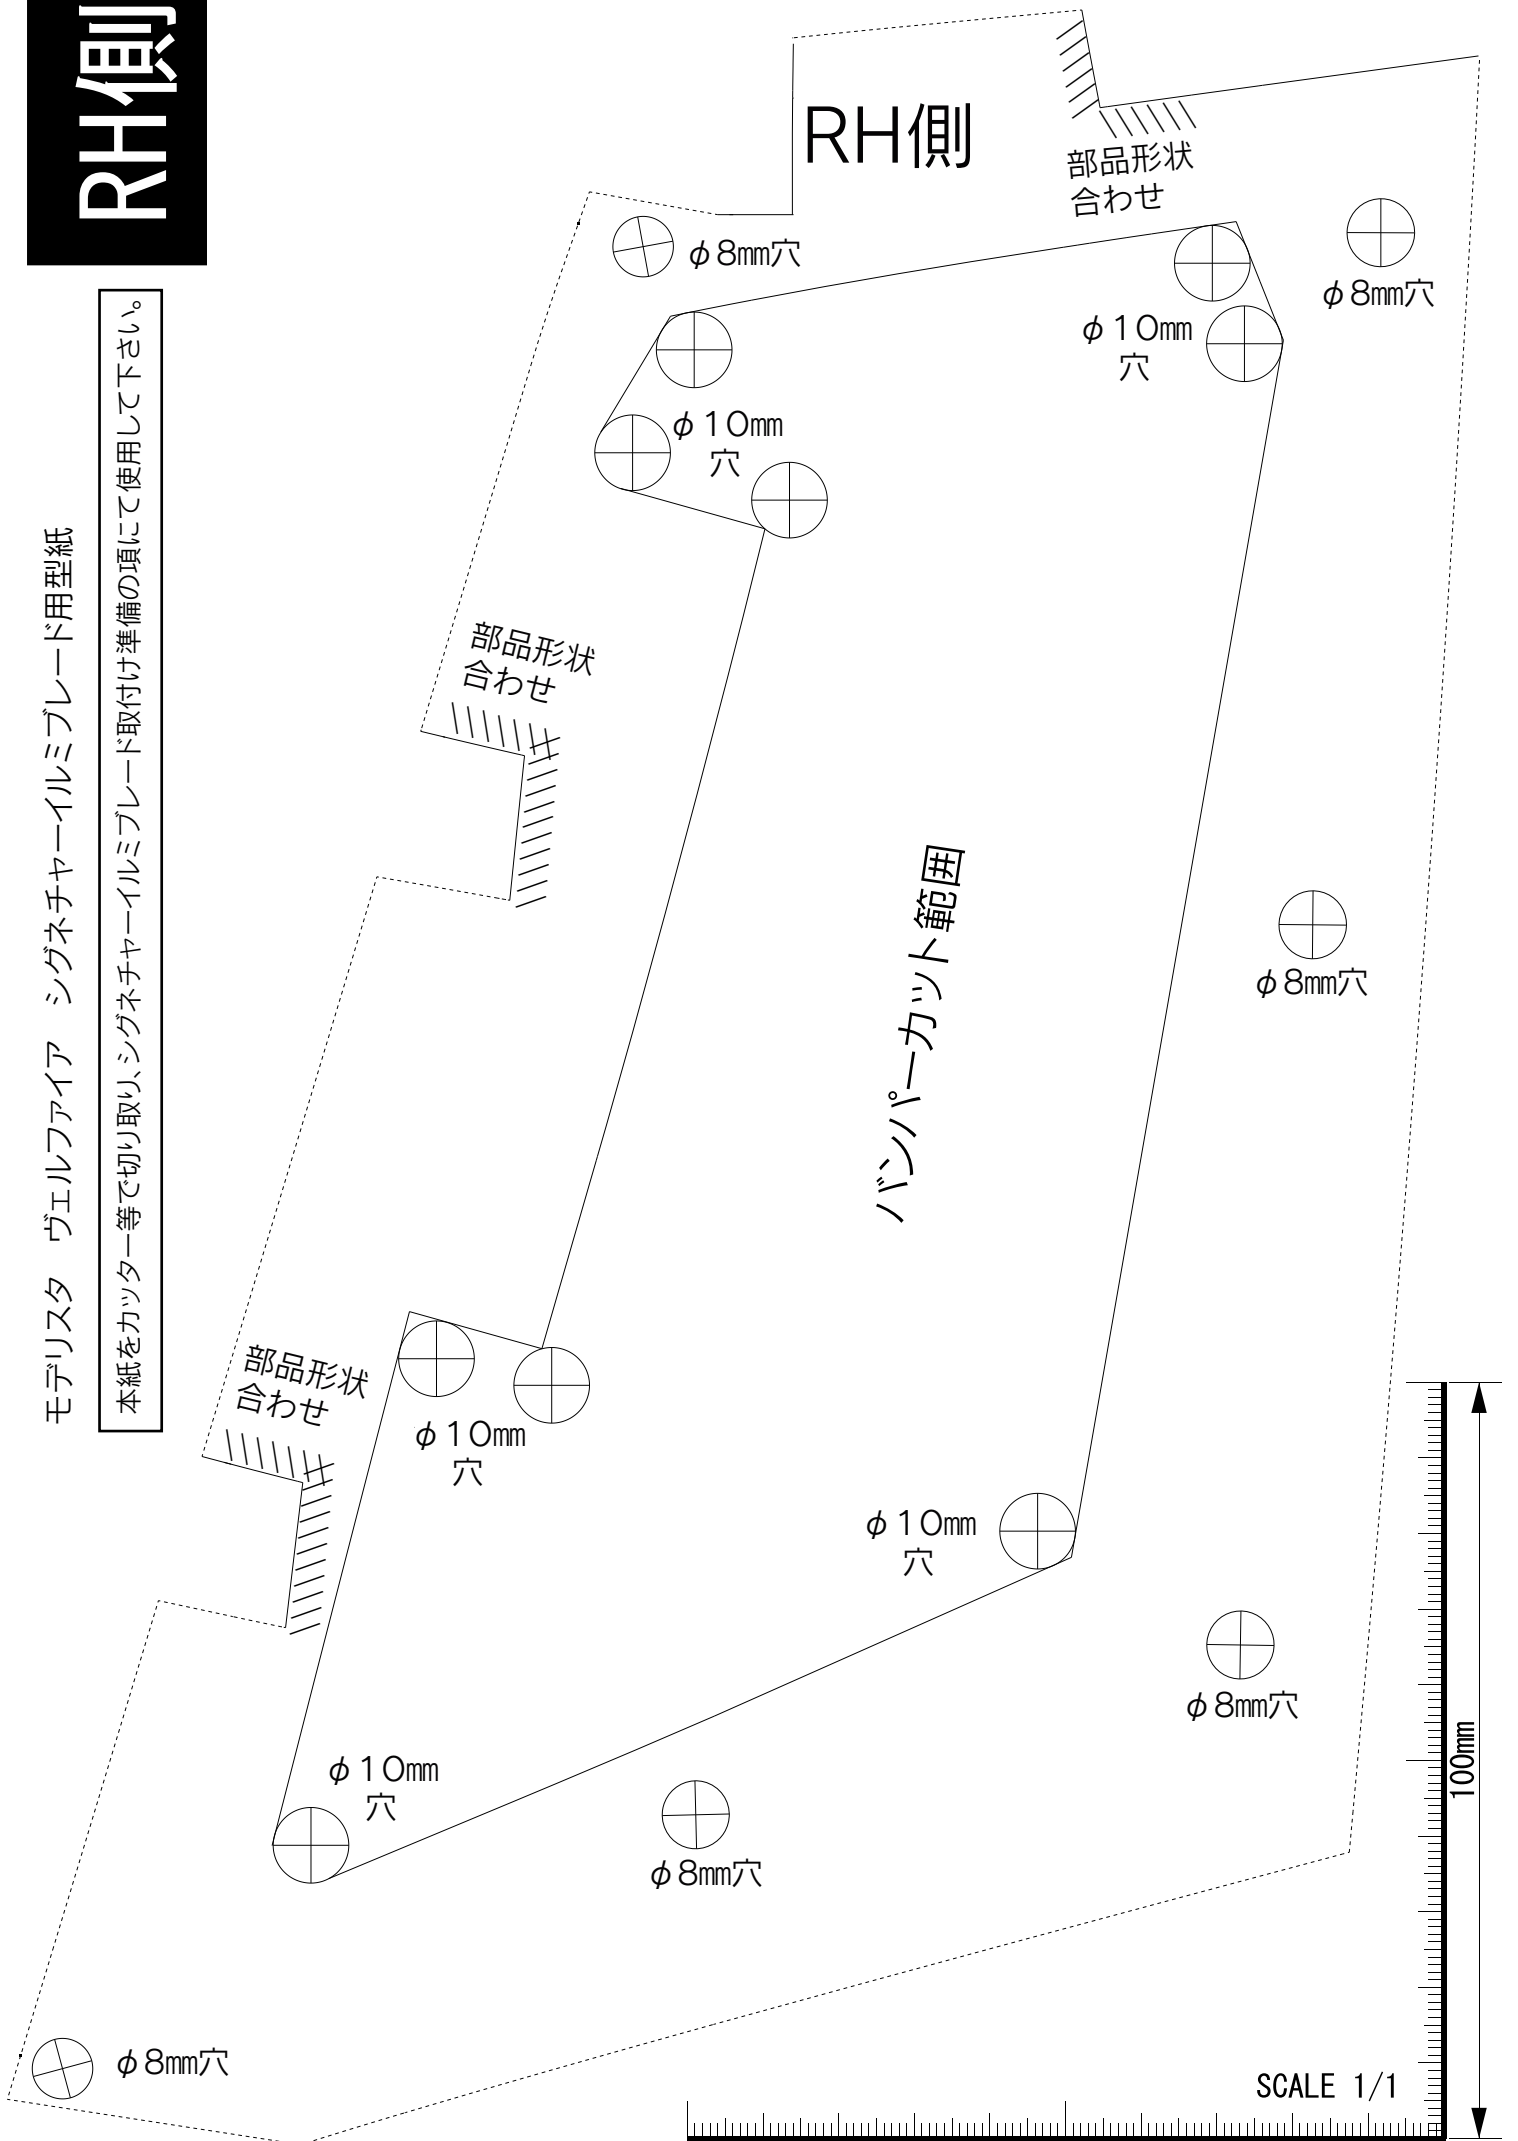 RH側
モデリスタ　ヴェルファイア　シグネチャーイルミブレード用型紙
本紙をカッター等で切り取り、シグネチャーイルミブレード取付け準備の項にて使用して下さい。
RH側
部品形状
合わせ
φ8mm穴
φ8mm穴
φ10mm
穴
φ10mm
穴
部品形状
合わせ
バンパーカット範囲
φ8mm穴
部品形状
合わせ
φ10mm
穴
φ10mm
穴
φ8mm穴
φ10mm
穴
φ8mm穴
φ8mm穴
100mm
SCALE 1/1